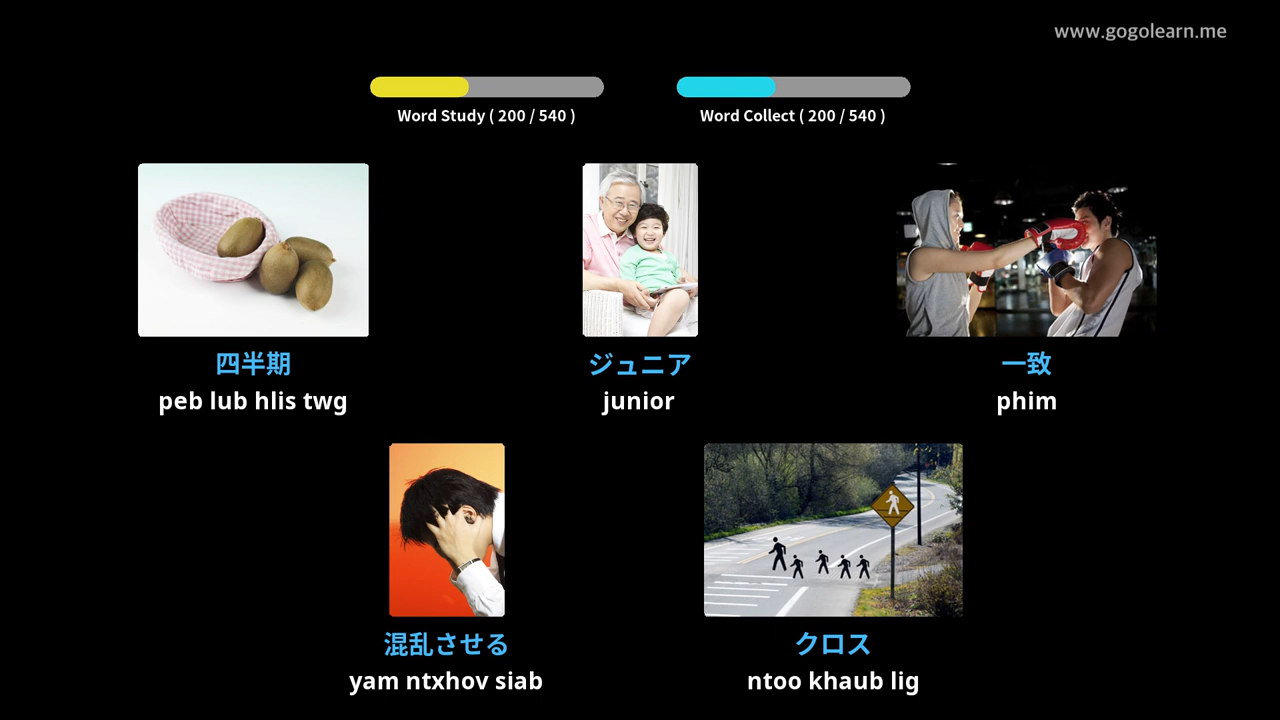 www.gogolearn.me
Word Study ( 200 / 540 )
Word Collect ( 200 / 540 )
四半期
peb lub hlis twg
ジュニア
junior
一致
phim
混乱させる
yam ntxhov siab
クロス
ntoo khaub lig